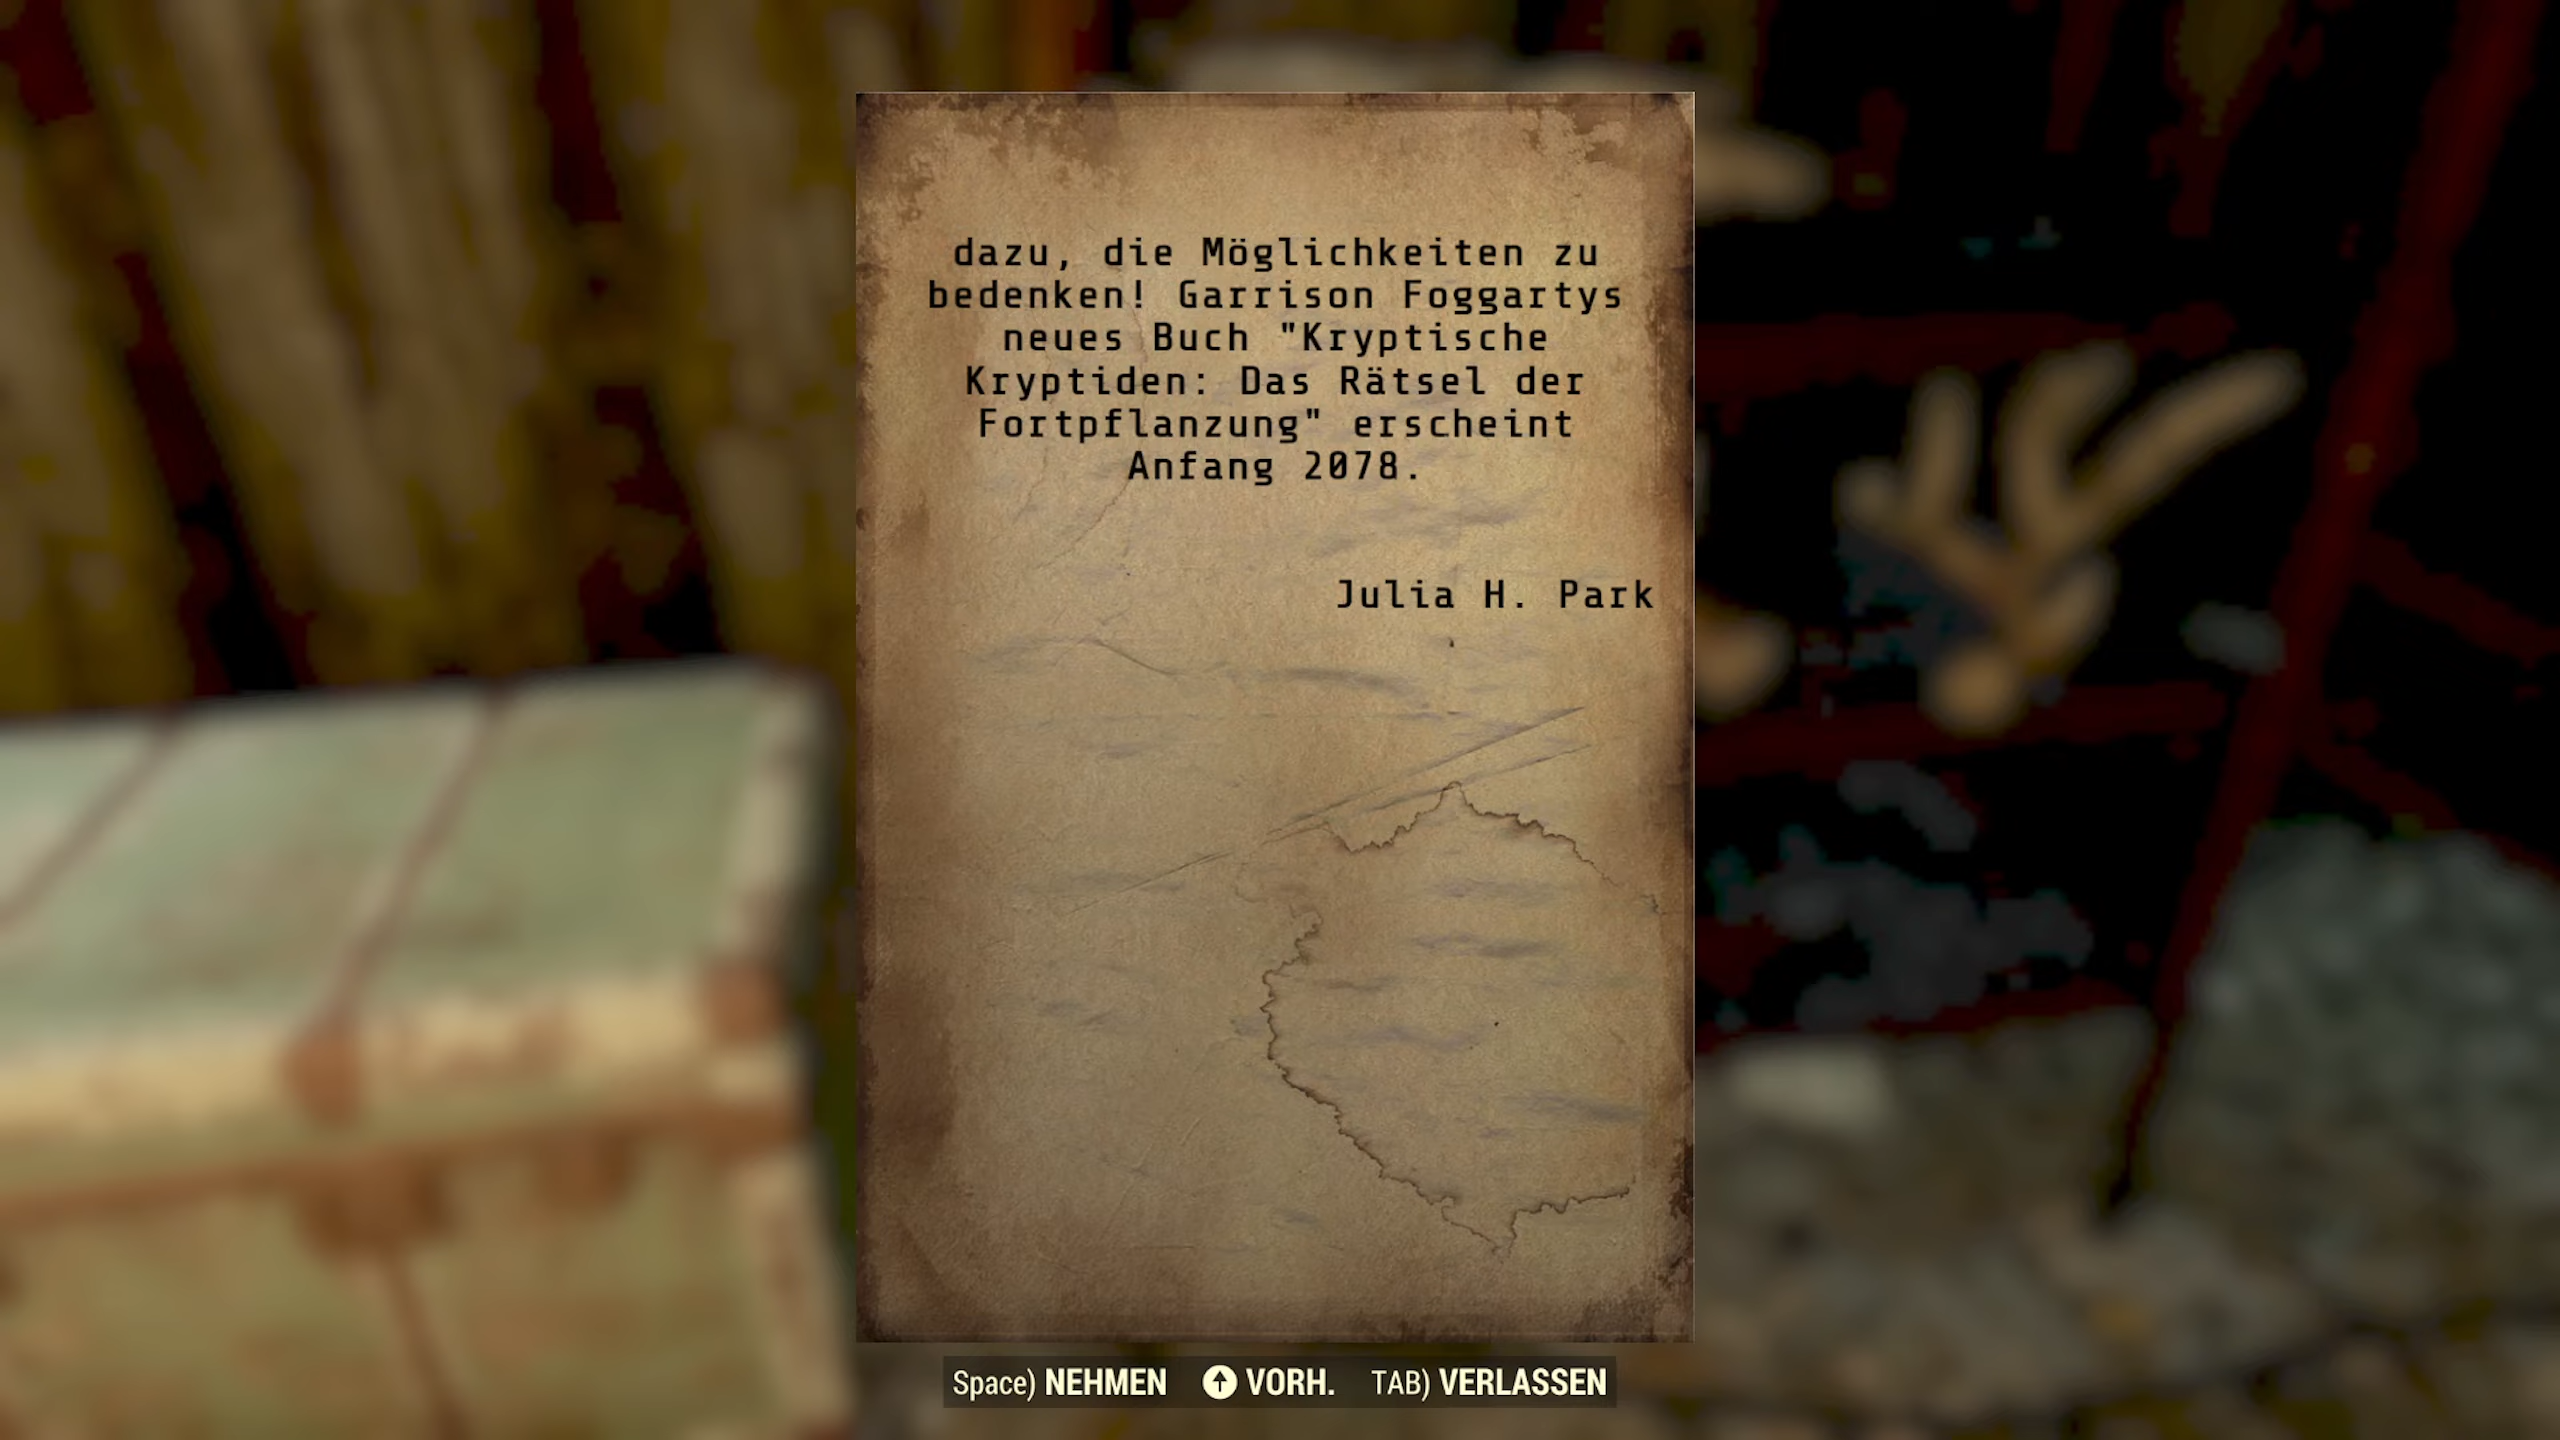 dazu, die Möglichkeiten zu
bedenken! Garrison Foggartys
neues Buch "Kryptische
Kryptiden: Das Rätsel der
Fortpflanzung" erscheint
Anfang 2078.
Julia H. Park
Space) NEHMEN VORH. TAB) VERLASSEN